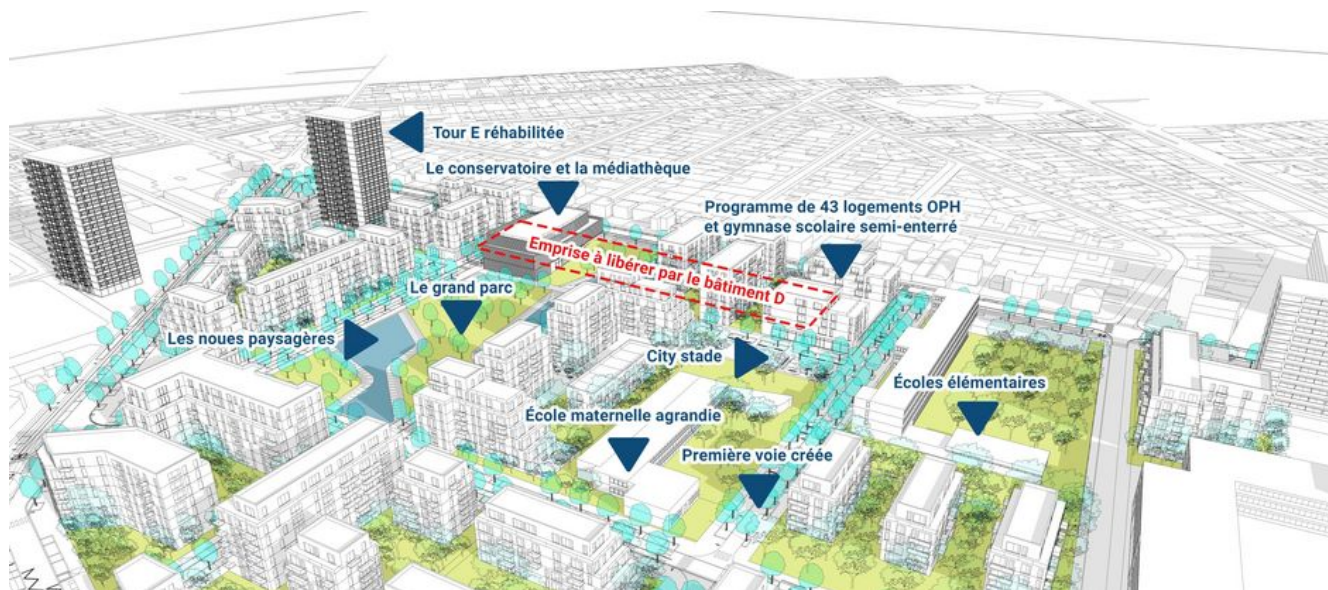 Tour E réhabilitée
Le conservatoire et la médiathèque
Programme de 43 logements OPH
et gymnase scolaire semi-enterré
Emprise à libérer par le bâtiment D
Le grand parc
Les noues paysagères
City stade
Écoles élémentaires
École maternelle agrandie
Première voie créée